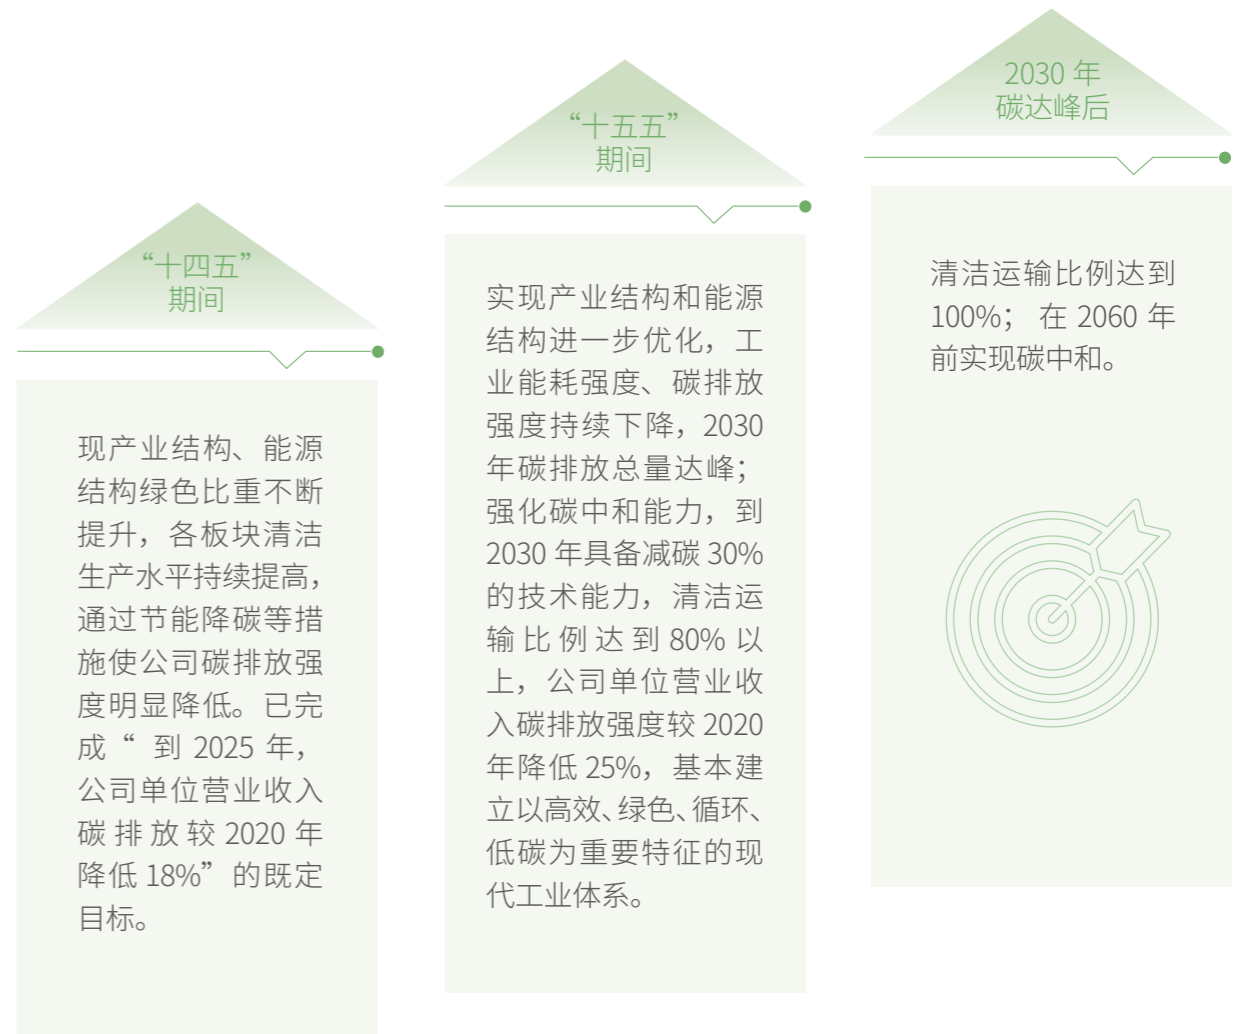 “十四五”
期间
现产业结构、能源
结构绿色比重不断
提升，各板块清洁
生产水平持续提高，
通过节能降碳等措
施使公司碳排放强
度明显降低。已完
成“ 到 2025 年，
公司单位营业收入
碳排放较 2020 年
降低 18%”的既定
目标。
“十五五”
期间
实现产业结构和能源
结构进一步优化，工
业能耗强度、碳排放
强度持续下降，2030
年碳排放总量达峰；
强化碳中和能力，到
2030 年具备减碳 30%
的技术能力，清洁运
输比例达到 80% 以
上，公司单位营业收
入碳排放强度较 2020
年降低 25%，基本建
立以高效、绿色、循环、
低碳为重要特征的现
代工业体系。
2030 年
碳达峰后
清洁运输比例达到
100%； 在 2060 年
前实现碳中和。